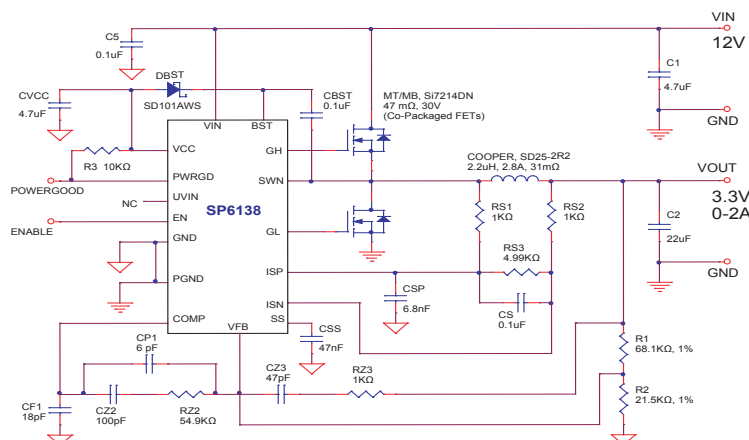 VIN
12V
C5
0.1uF
C1
4.7uF
GND
DBST
SD101AWS
CVCC
4.7uF
CBST
0.1uF
MT/MB, Si7214DN
47 mΩ, 30V
(Co-Packaged FETs)
VIN
BST
VCC
GH
R3 10KΩ
PWRGD
POWERGOOD
SWN
COOPER, SD25-2R2
2.2uH, 2.8A, 31mΩ
VOUT
3.3V
0-2A
NC
UVIN
SP6138
RS1
1KΩ
RS2
1KΩ
EN
ENABLE
GL
C2
22uF
GND
RS3
4.99KΩ
GND
PGND
ISP
CSP
6.8nF
CS
0.1uF
ISN
COMP
VFB
SS
CSS
47nF
R1
68.1KΩ, 1%
CP1
6 pF
CZ3
47pF
RZ3
1KΩ
CF1
18pF
CZ2
100pF
RZ2
54.9KΩ
R2
21.5KΩ, 1%